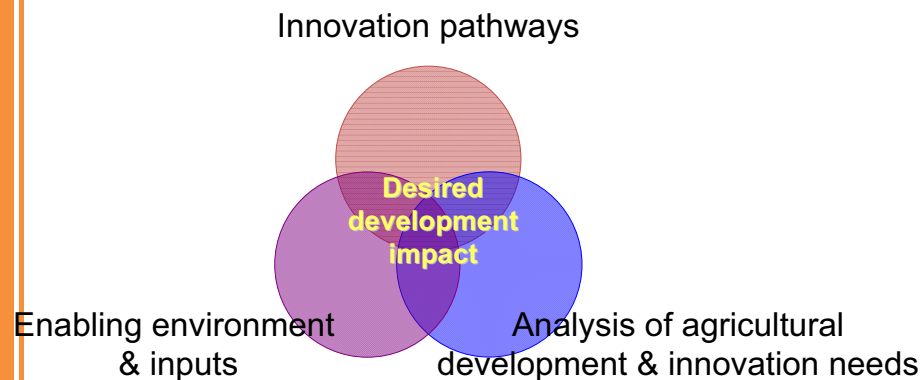 Innovation pathways
Desired
development
impact
Enabling environment
& inputs
Analysis of agricultural
development & innovation needs